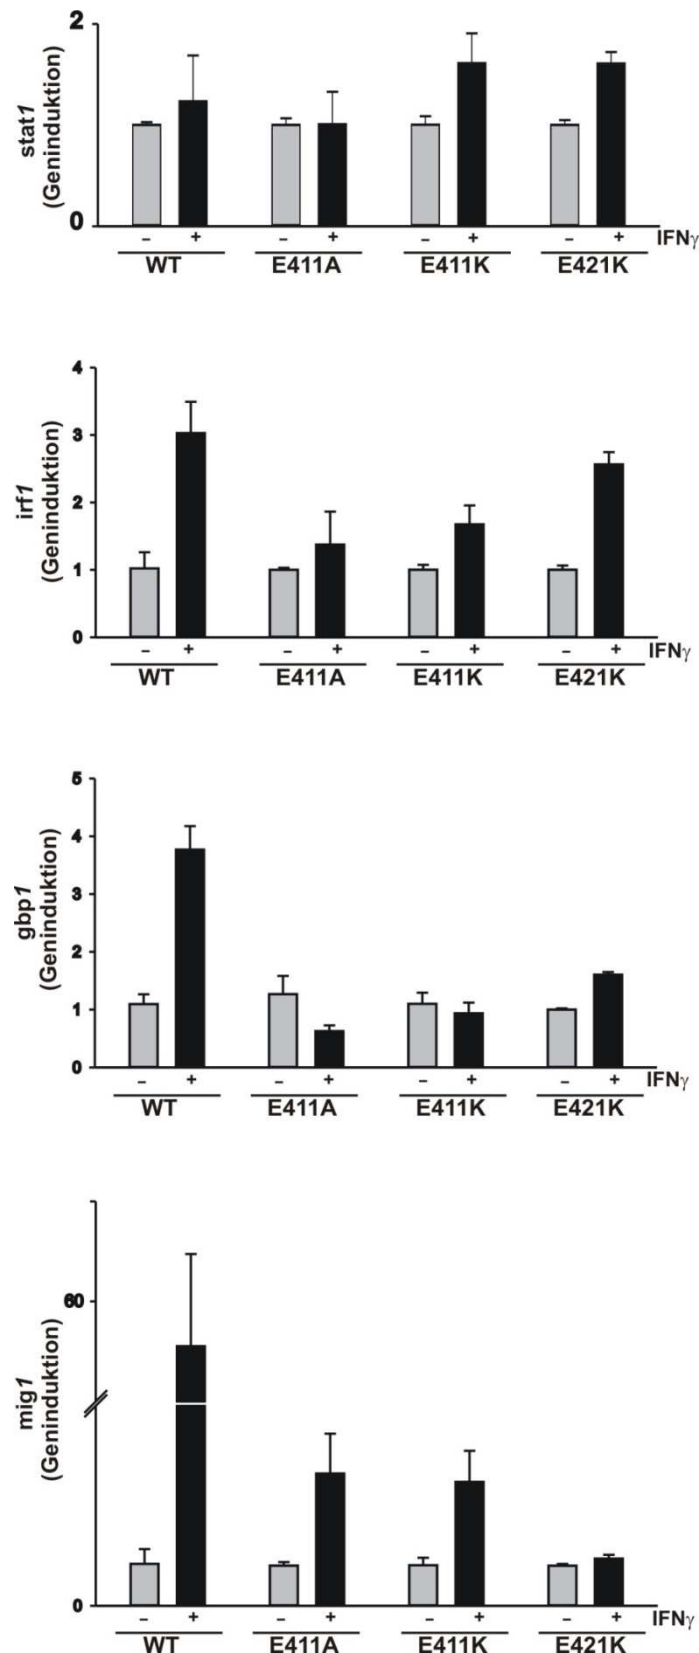 2
stat1
(Geninduktion)
0
– + – + – + – + IFNγ
WT E411A E411K E421K
4
3
irf1
(Geninduktion)
2
1
0
– + – + – + – + IFNγ
WT E411A E411K E421K
5
4
gbp1
(Geninduktion)
3
2
1
0
– + – + – + – + IFNγ
WT E411A E411K E421K
60
mig1
(Geninduktion)
0
– + – + – + – + IFNγ
WT E411A E411K E421K